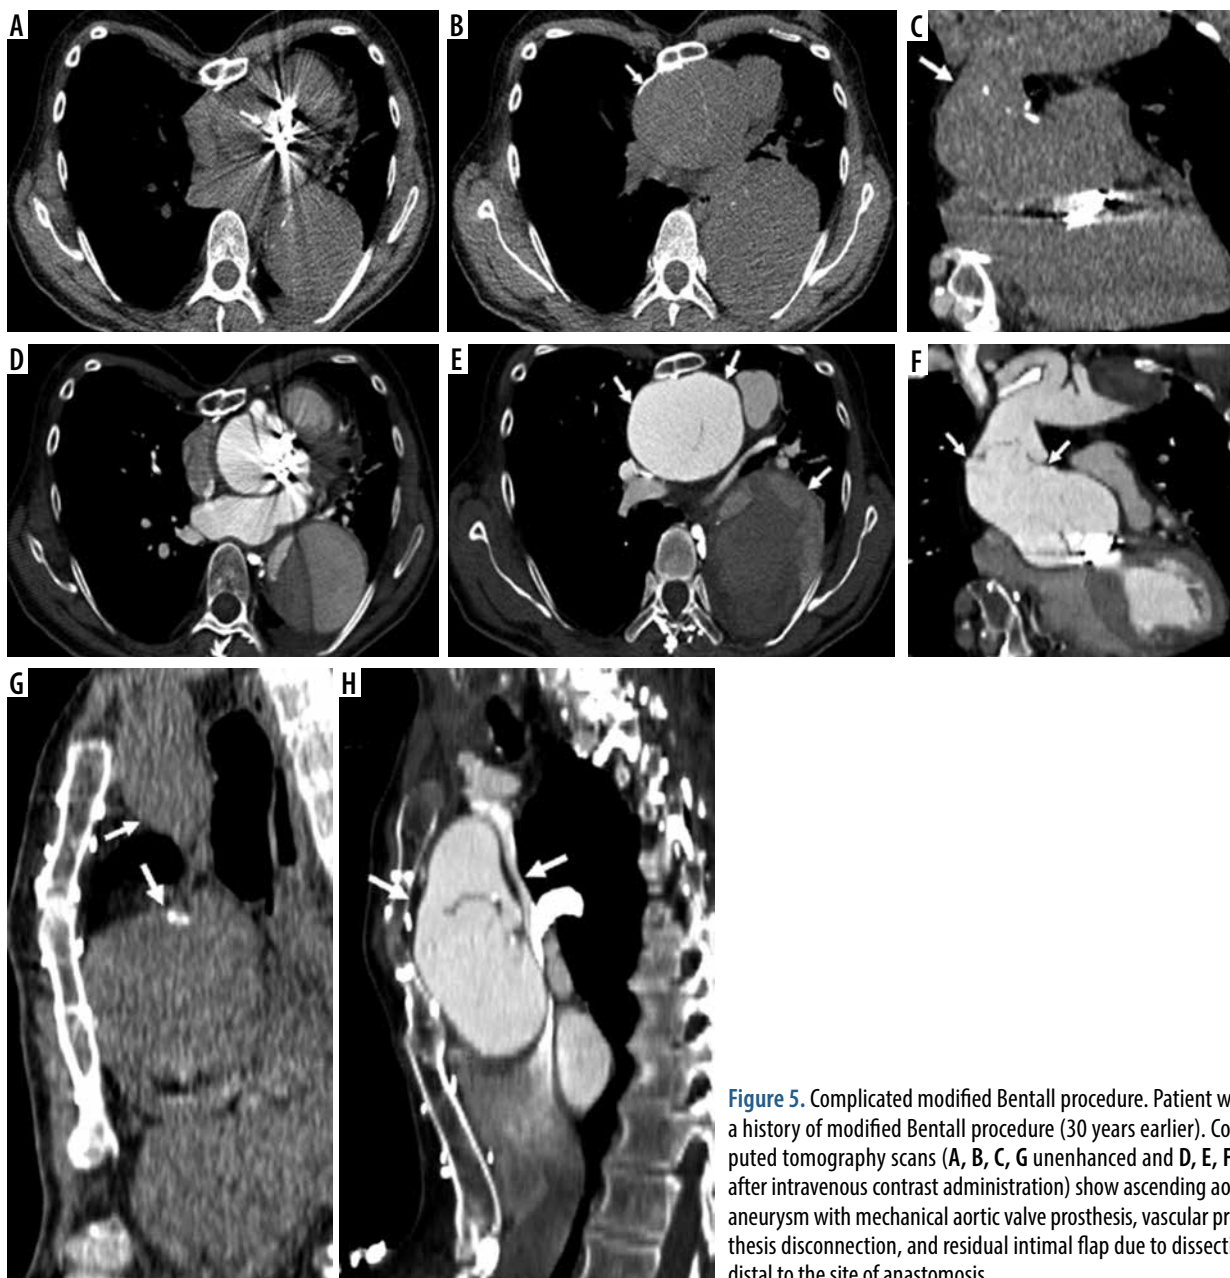 A
B
C
D
E
F
G
H
Figure 5. Complicated modified Bentall procedure. Patient w
a history of modified Bentall procedure (30 years earlier). Co
puted tomography scans (A, B, C, G unenhanced and D, E, F
after intravenous contrast administration) show ascending ao
aneurysm with mechanical aortic valve prosthesis, vascular pr
thesis disconnection, and residual intimal flap due to dissecti
distal to the site of anastomosis